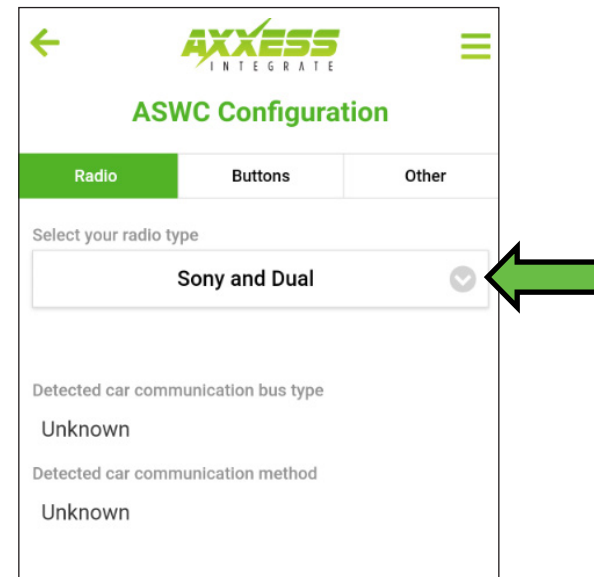 AXXESS
INTEGRATE
ASWC Configuration
Radio Buttons Other
Select your radio type
Sony and Dual
Detected car communication bus type
Unknown
Detected car communication method
Unknown